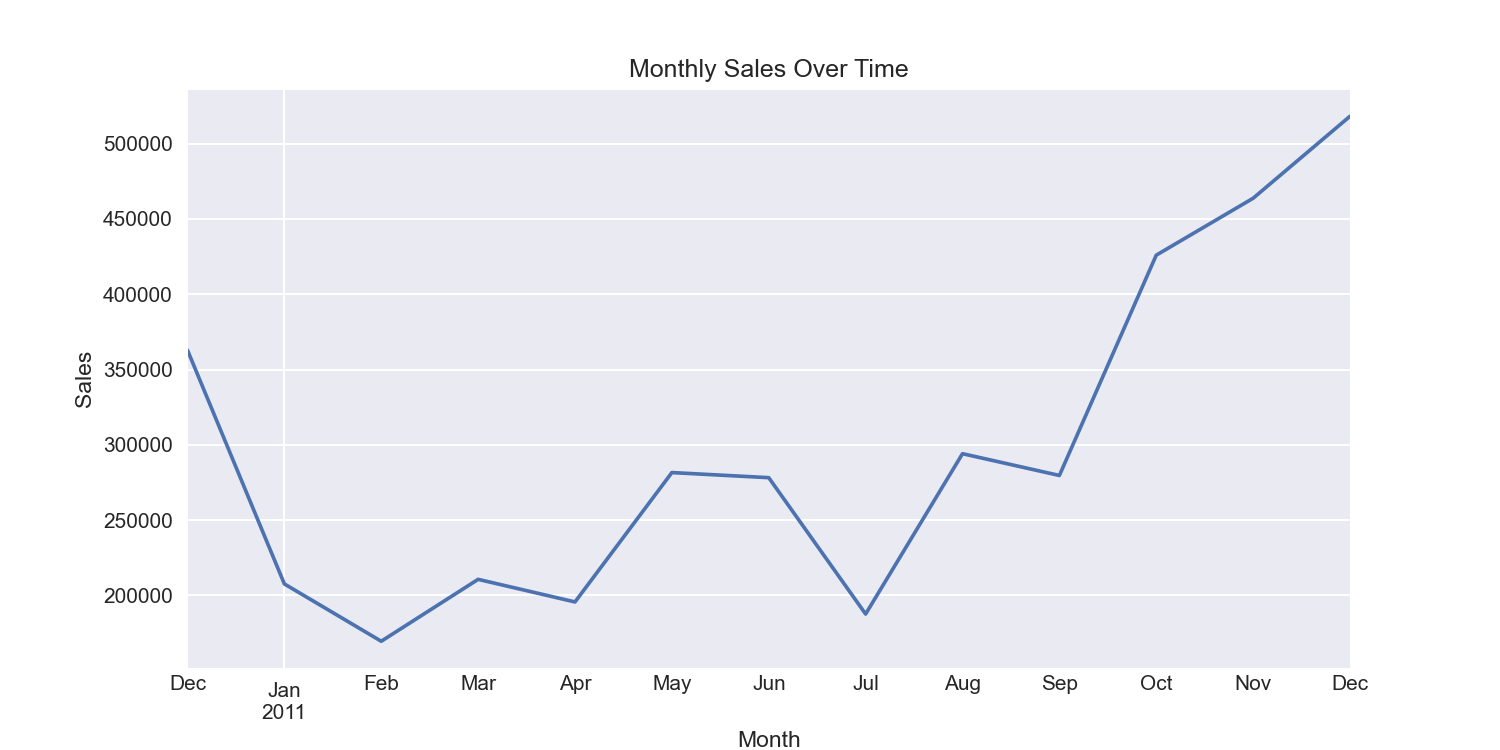 Monthly Sales Over Time
Sales
500000
450000
400000
350000
300000
250000
200000
Dec Jan Feb Mar Apr May Jun Jul Aug Sep Oct Nov Dec
2011
Month